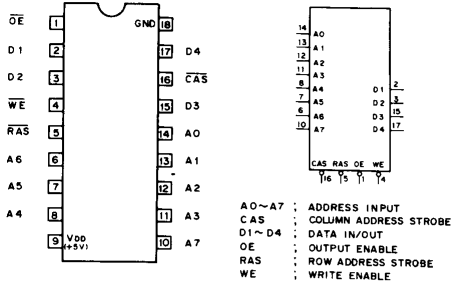 OE 1 GND 18
D1 2 17 D4
D2 3 16 CAS
WE 4 15 D3
RAS 5 14 A0
A6 6 13 A1
A5 7 12 A2
A4 8 11 A3
9 VDD (+5V) 10 A7
14 A0
13 A1
12 A2
11 A3
8 A4 D1 2
7 A5 D2 3
6 A6 D3 15
10 A7 D4 17
CAS RAS OE WE
16 5 1 4
A0~A7 ; ADDRESS INPUT
CAS ; COLUMN ADDRESS STROBE
D1~D4 ; DATA IN/OUT
OE ; OUTPUT ENABLE
RAS ; ROW ADDRESS STROBE
WE ; WRITE ENABLE